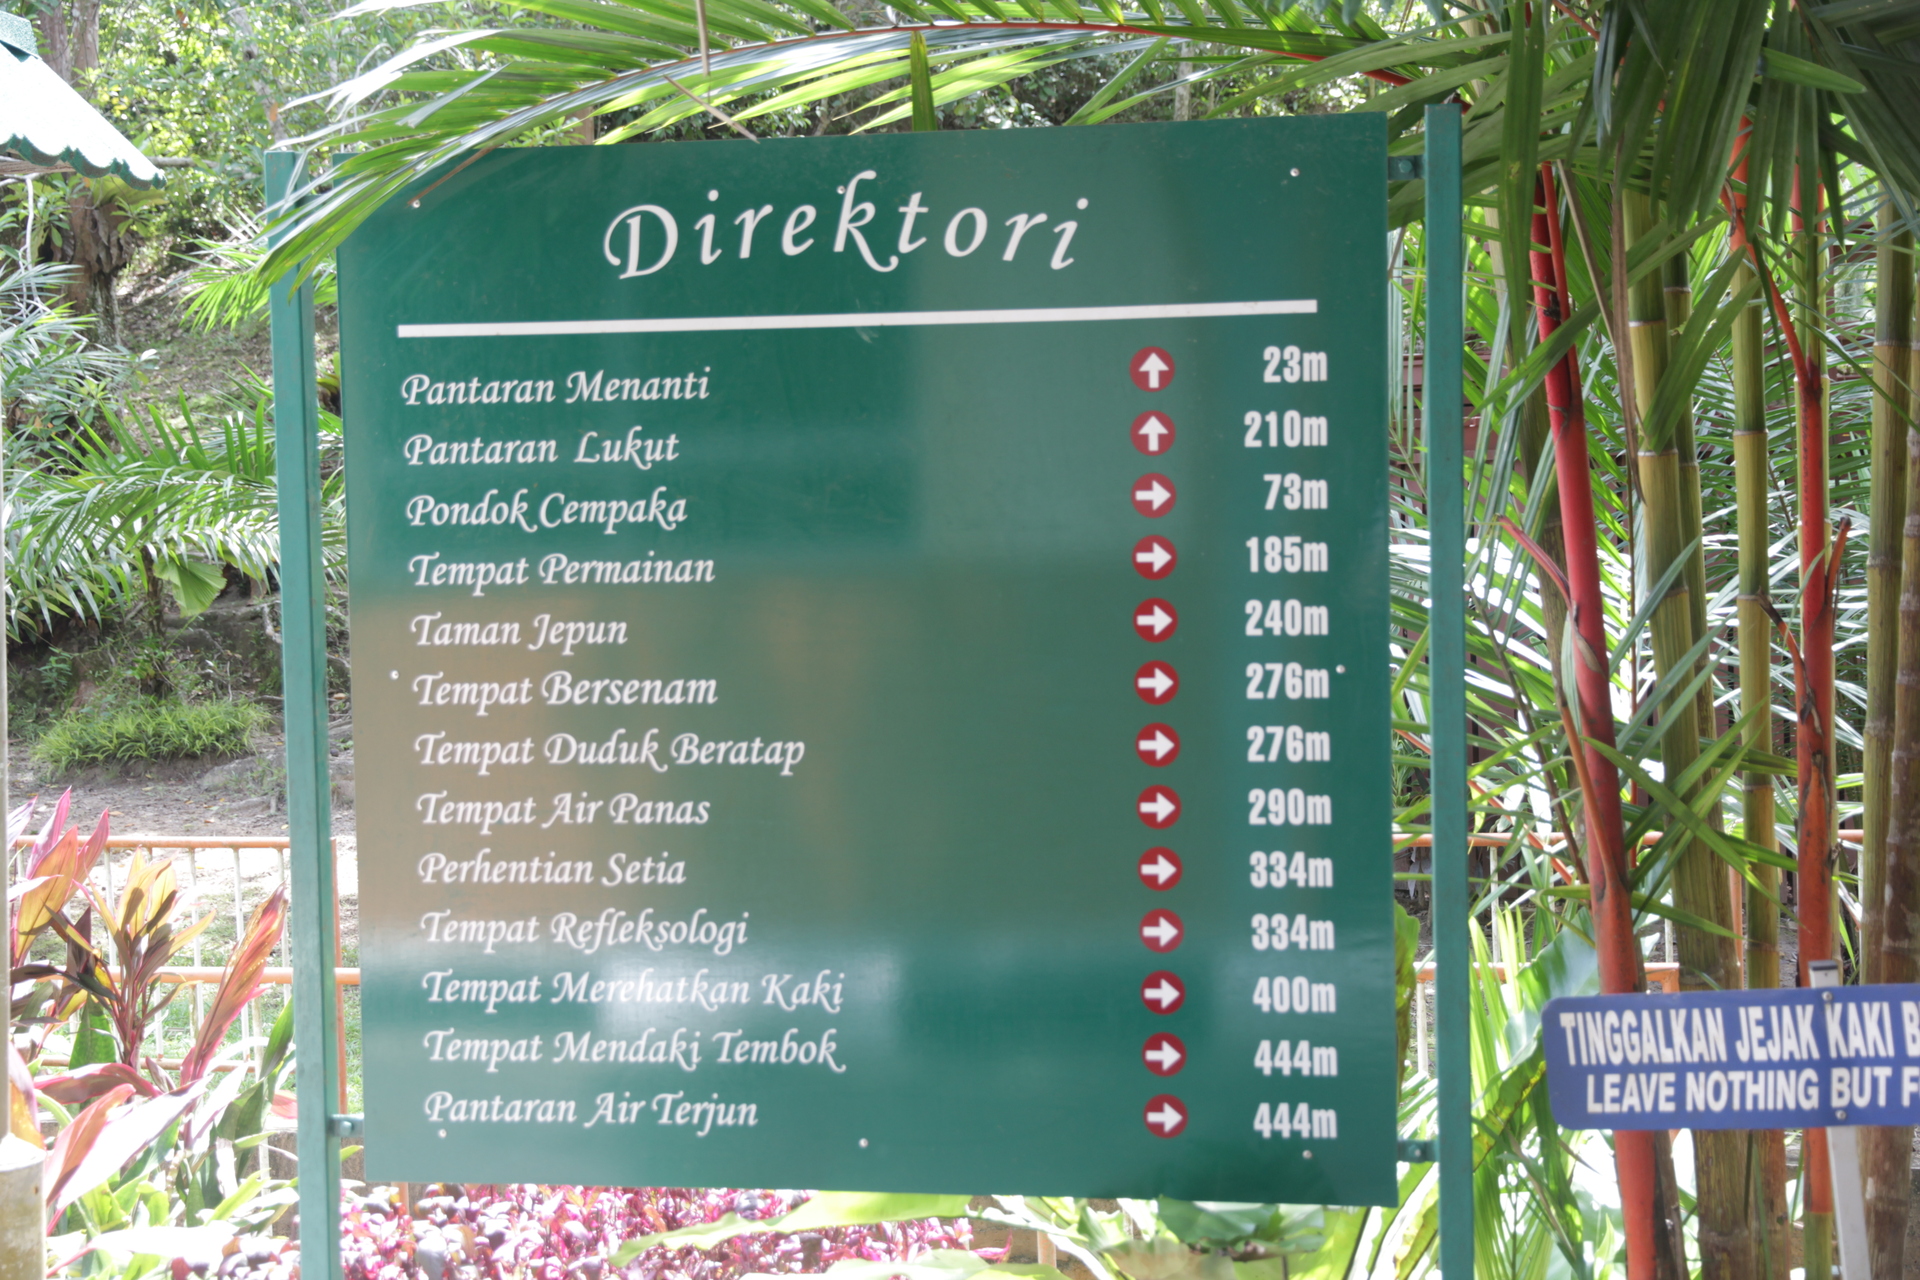 Direktori
Pantaran Menanti 23m
Pantaran Lukut 210m
Pondok Cempaka 73m
Tempat Permainan 185m
Taman Jepun 240m
Tempat Bersenam 276m
Tempat Duduk Beratap 276m
Tempat Air Panas 290m
Perhentian Setia 334m
Tempat Refleksologi 334m
Tempat Merehatkan Kaki 400m
Tempat Mendaki Tembok 444m
Pantaran Air Terjun 444m
TINGGALKAN JEJAK KAKI
LEAVE NOTHING BUT